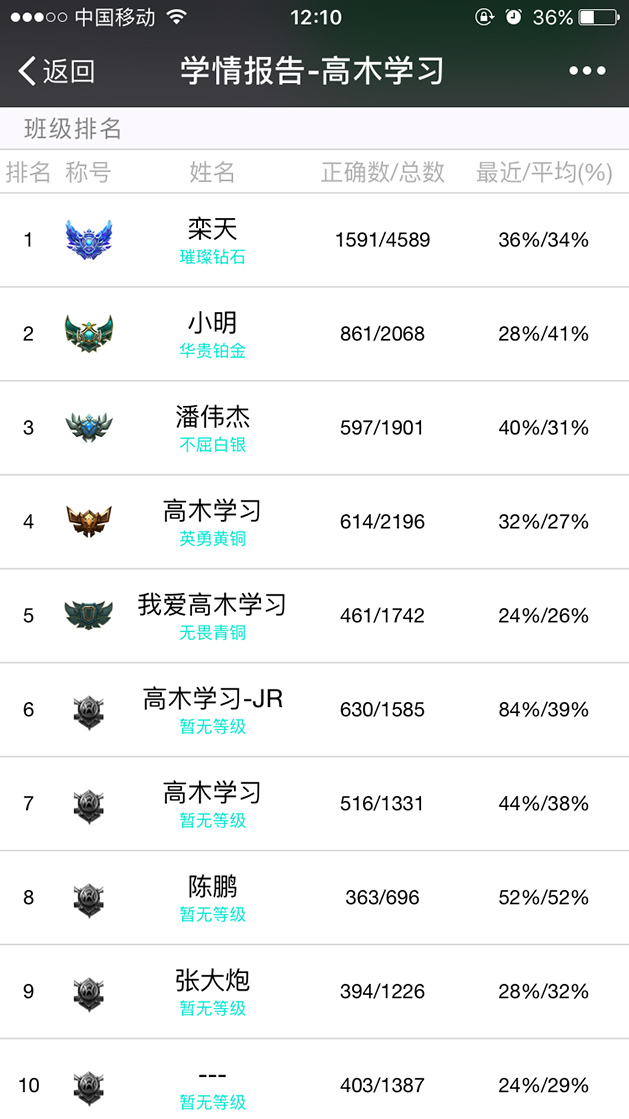 中国移动 12:10 36%
返回 学情报告-高木学习
班级排名
排名 称号 姓名 正确数/总数 最近/平均(%)
1 栾天 1591/4589 36%/34%
璀璨钻石
2 小明 861/2068 28%/41%
华贵铂金
3 潘伟杰 597/1901 40%/31%
不屈白银
4 高木学习 614/2196 32%/27%
英勇黄铜
5 我爱高木学习 461/1742 24%/26%
无畏青铜
6 高木学习-JR 630/1585 84%/39%
暂无等级
7 高木学习 516/1331 44%/38%
暂无等级
8 陈鹏 363/696 52%/52%
暂无等级
9 张大炮 394/1226 28%/32%
暂无等级
10 --- 403/1387 24%/29%
暂无等级